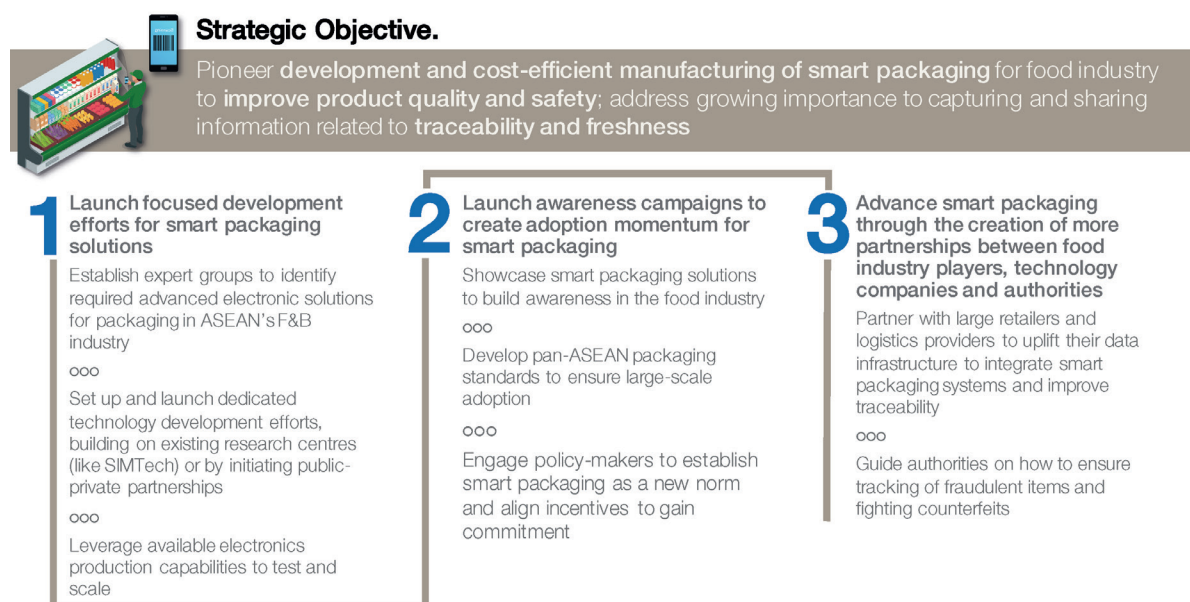 Strategic Objective.
Pioneer development and cost-efficient manufacturing of smart packaging for food industry
to improve product quality and safety; address growing importance to capturing and sharing
information related to traceability and freshness
1
Launch focused development
efforts for smart packaging
solutions
Establish expert groups to identify
required advanced electronic solutions
for packaging in ASEAN's F&B
industry
ooo
Set up and launch dedicated
technology development efforts,
building on existing research centres
(like SIMTech) or by initiating public-
private partnerships
ooo
Leverage available electronics
production capabilities to test and
scale
2
Launch awareness campaigns to
create adoption momentum for
smart packaging
Showcase smart packaging solutions
to build awareness in the food industry
ooo
Develop pan-ASEAN packaging
standards to ensure large-scale
adoption
ooo
Engage policy-makers to establish
smart packaging as a new norm
and align incentives to gain
commitment
3
Advance smart packaging
through the creation of more
partnerships between food
industry players, technology
companies and authorities
Partner with large retailers and
logistics providers to uplift their data
infrastructure to integrate smart
packaging systems and improve
traceability
ooo
Guide authorities on how to ensure
tracking of fraudulent items and
fighting counterfeits